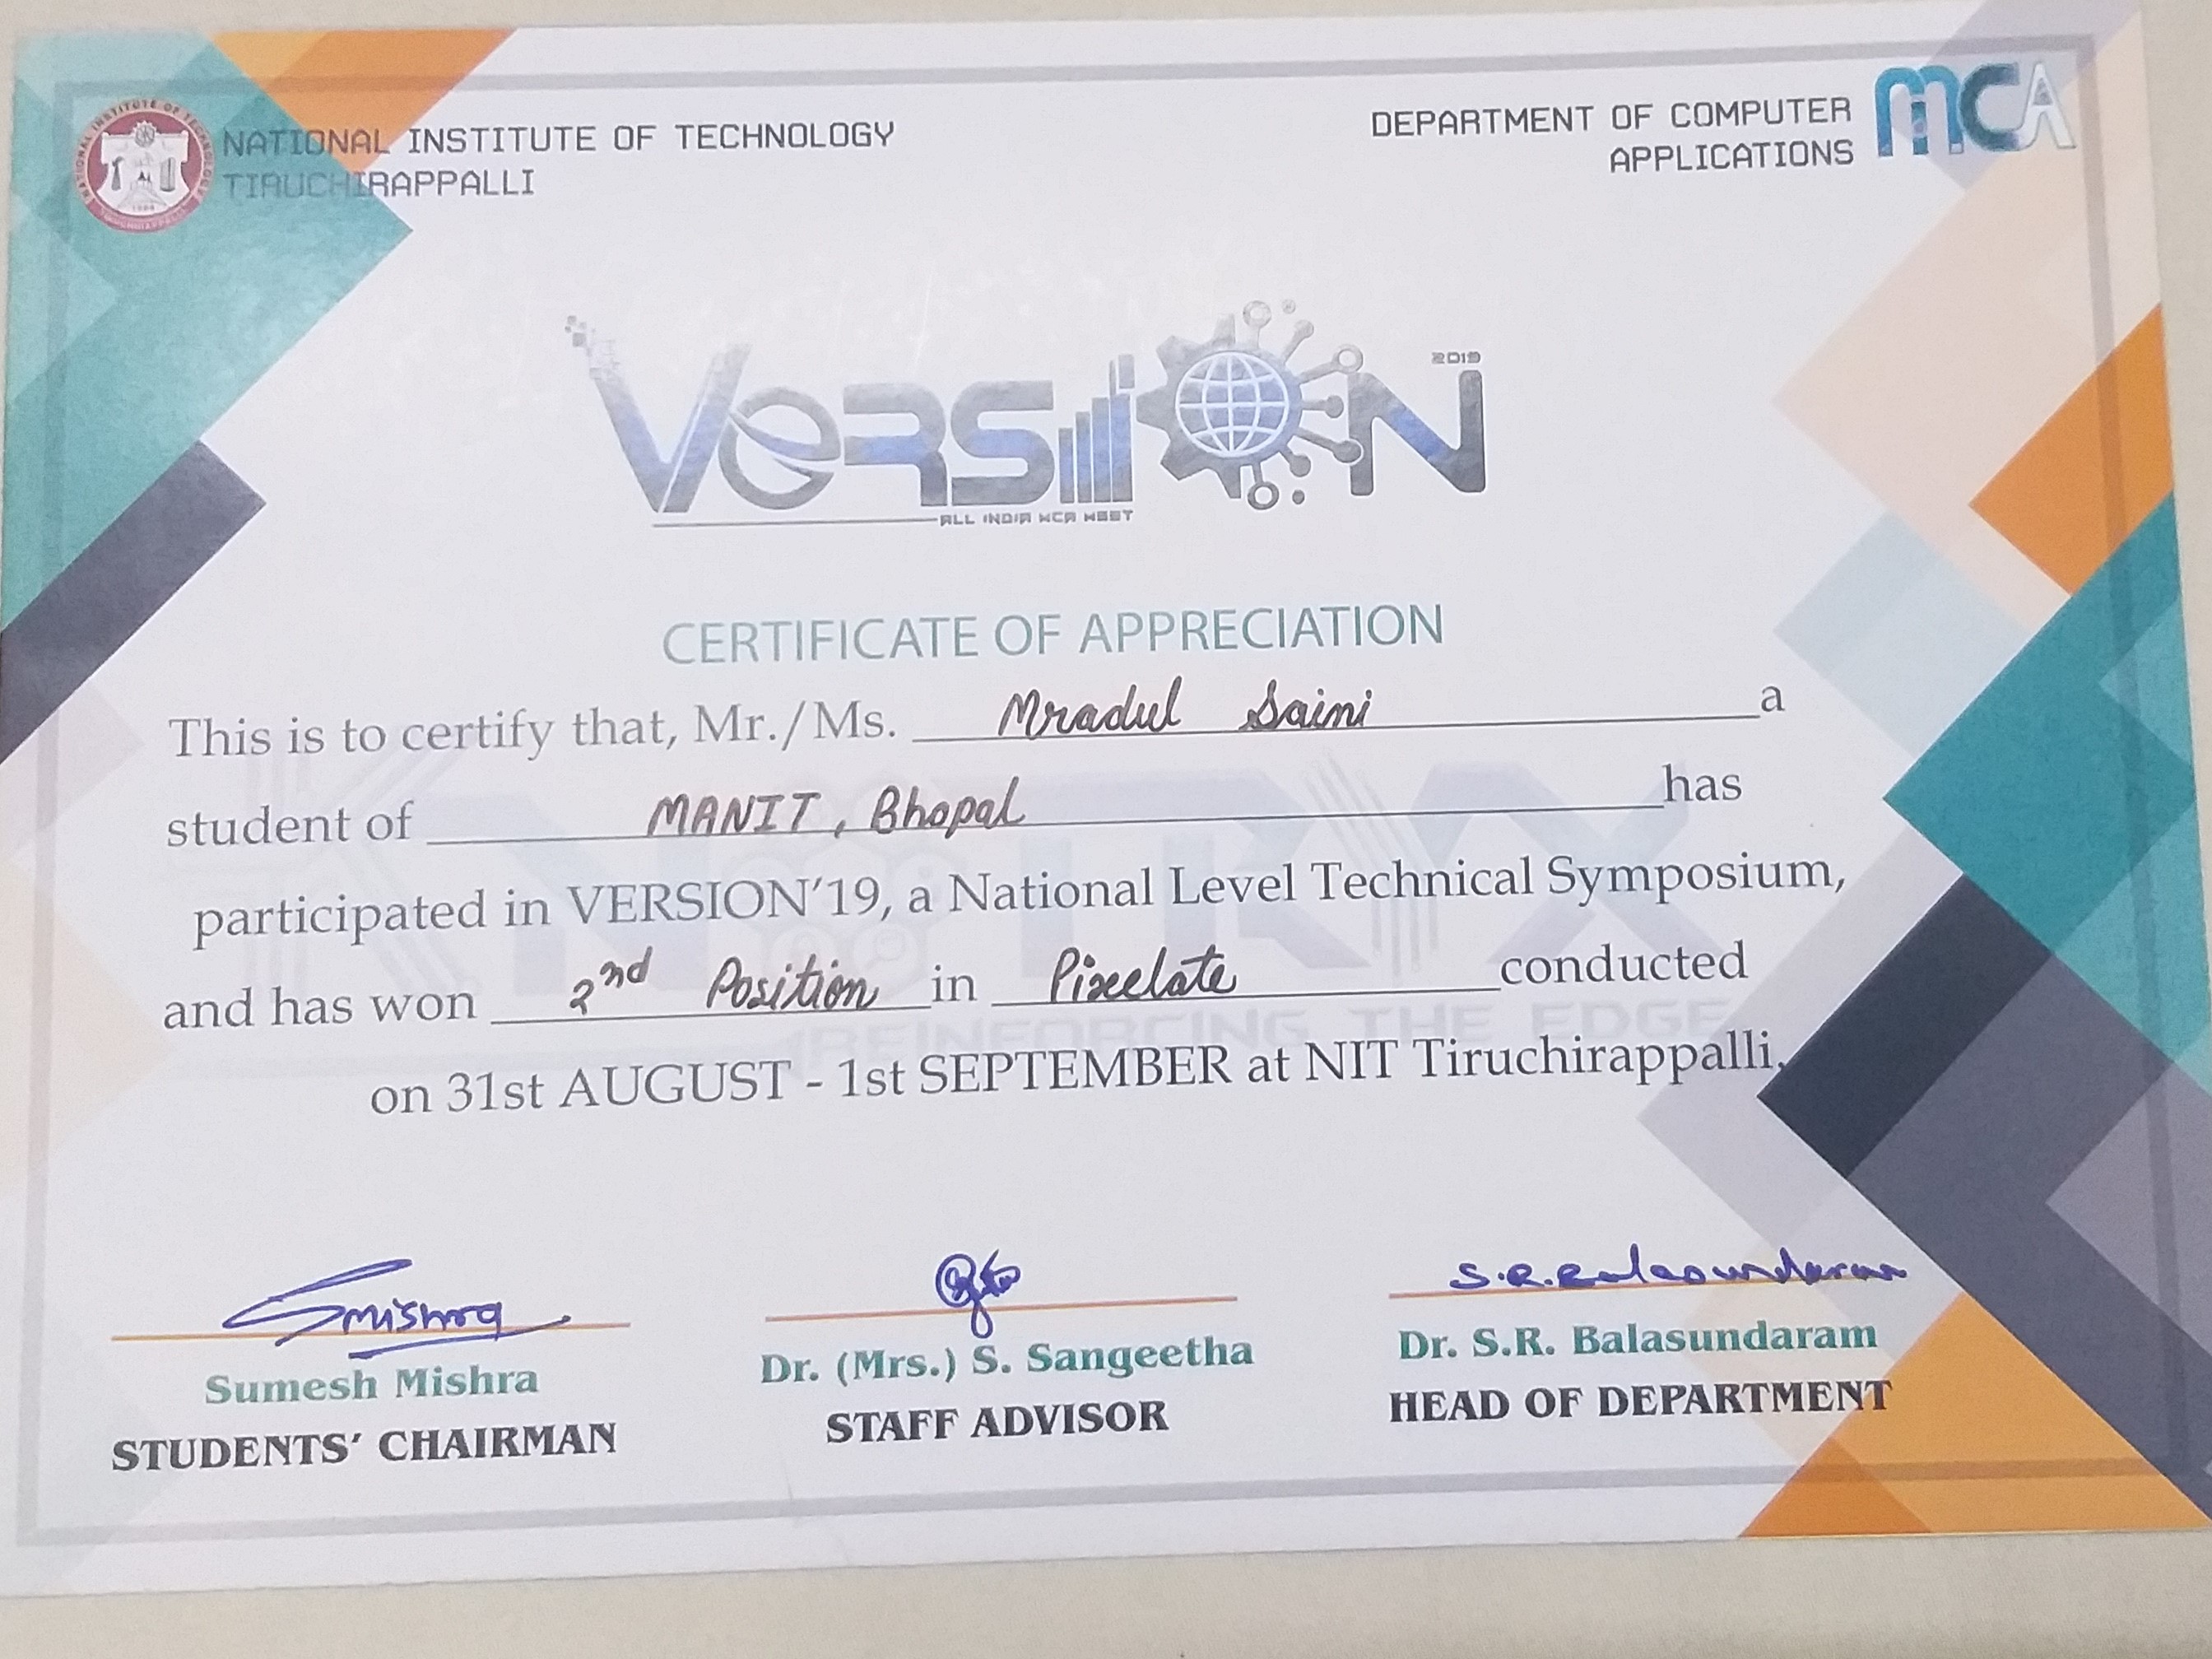 NATIONAL INSTITUTE OF TECHNOLOGY
TIRUCHIRAPPALLI
DEPARTMENT OF COMPUTER
APPLICATIONS
MCA
VERSION
2019
ALL INDIA MCA MEET
CERTIFICATE OF APPRECIATION
This is to certify that, Mr./Ms. Mradul Saini a
student of MANIT, Bhopal has
participated in VERSION'19, a National Level Technical Symposium,
and has won 2nd Position in Pixelate conducted
REINFORCING THE EDGE
on 31st AUGUST - 1st SEPTEMBER at NIT Tiruchirappalli.
Smishra
S.R.Balasundaram
Sumesh Mishra
STUDENTS' CHAIRMAN
Dr. (Mrs.) S. Sangeetha
STAFF ADVISOR
Dr. S.R. Balasundaram
HEAD OF DEPARTMENT